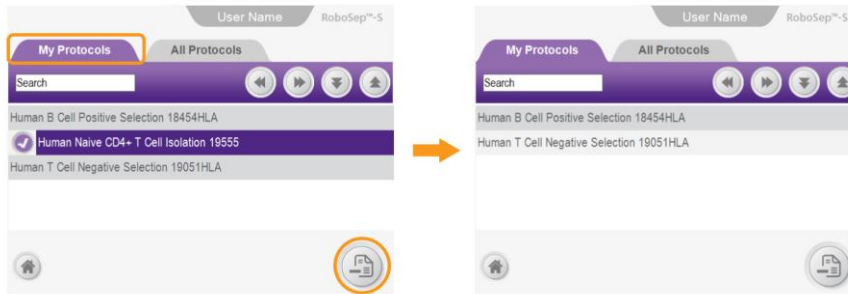 User Name RoboSep™-S
My Protocols All Protocols
Search
Human B Cell Positive Selection 18454HLA
Human Naive CD4+ T Cell Isolation 19555
Human T Cell Negative Selection 19051HLA
User Name RoboSep™-S
My Protocols All Protocols
Search
Human B Cell Positive Selection 18454HLA
Human T Cell Negative Selection 19051HLA